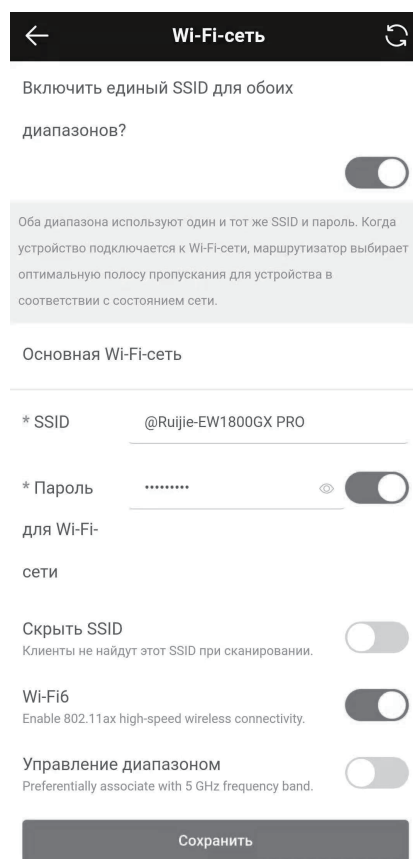 Wi-Fi-сеть
Включить единый SSID для обоих
диапазонов?
Оба диапазона используют один и тот же SSID и пароль. Когда
устройство подключается к Wi-Fi-сети, маршрутизатор выбирает
оптимальную полосу пропускания для устройства в
соответствии с состоянием сети.
Основная Wi-Fi-сеть
* SSID @Ruijie-EW1800GX PRO
* Пароль •••••••••
для Wi-Fi-
сети
Скрыть SSID
Клиенты не найдут этот SSID при сканировании.
Wi-Fi6
Enable 802.11ax high-speed wireless connectivity.
Управление диапазоном
Preferentially associate with 5 GHz frequency band.
Сохранить